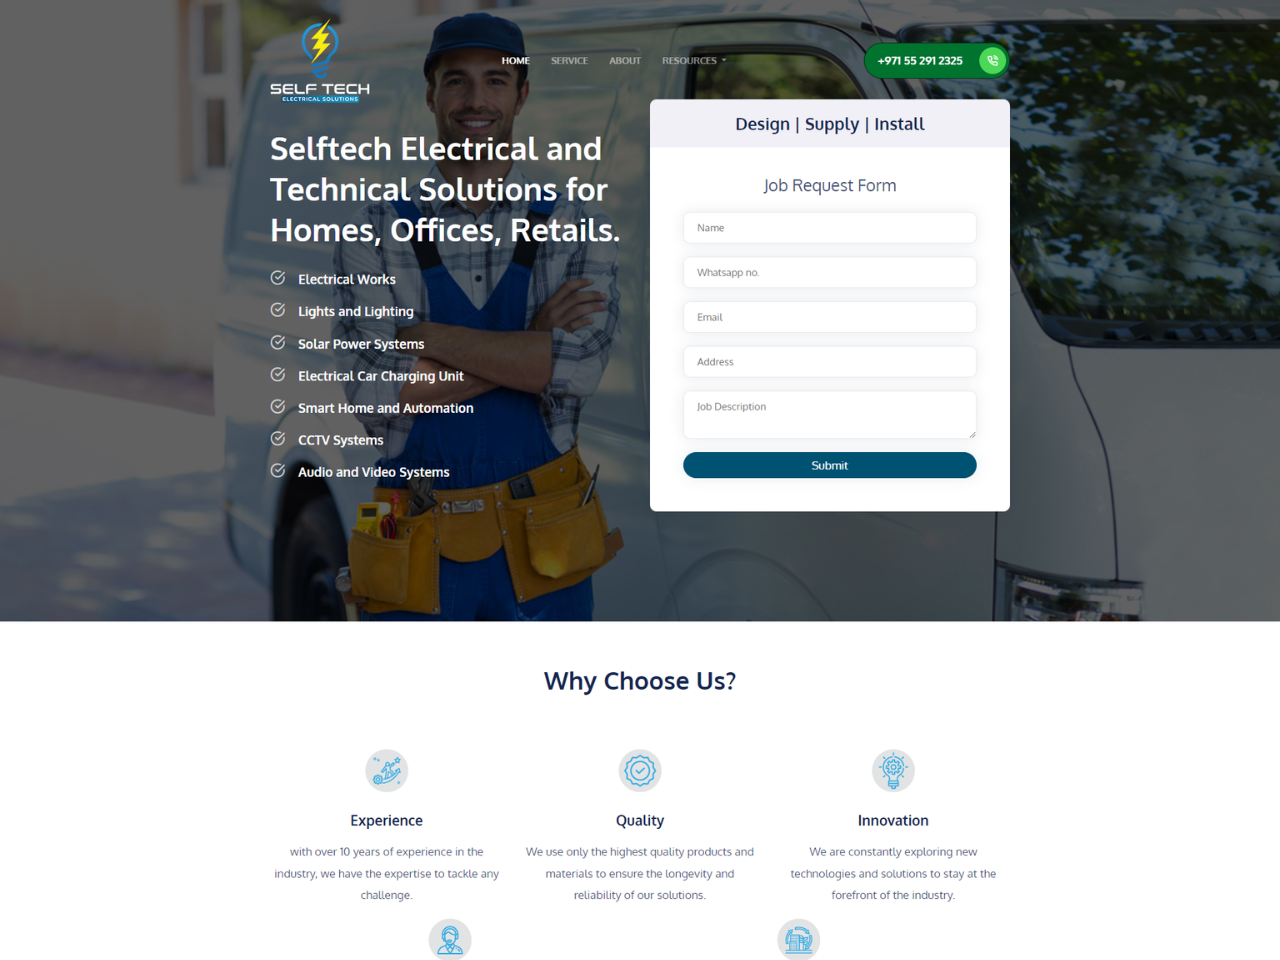 SELF TECH
ELECTRICAL SOLUTIONS
HOME
SERVICE
ABOUT
RESOURCES
+971 55 291 2325
Selftech Electrical and
Technical Solutions for
Homes, Offices, Retails.
Electrical Works
Lights and Lighting
Solar Power Systems
Electrical Car Charging Unit
Smart Home and Automation
CCTV Systems
Audio and Video Systems
Design | Supply | Install
Job Request Form
Name
Whatsapp no.
Email
Address
Job Description
Submit
Why Choose Us?
Experience
with over 10 years of experience in the
industry, we have the expertise to tackle any
challenge.
Quality
We use only the highest quality products and
materials to ensure the longevity and
reliability of our solutions.
Innovation
We are constantly exploring new
technologies and solutions to stay at the
forefront of the industry.